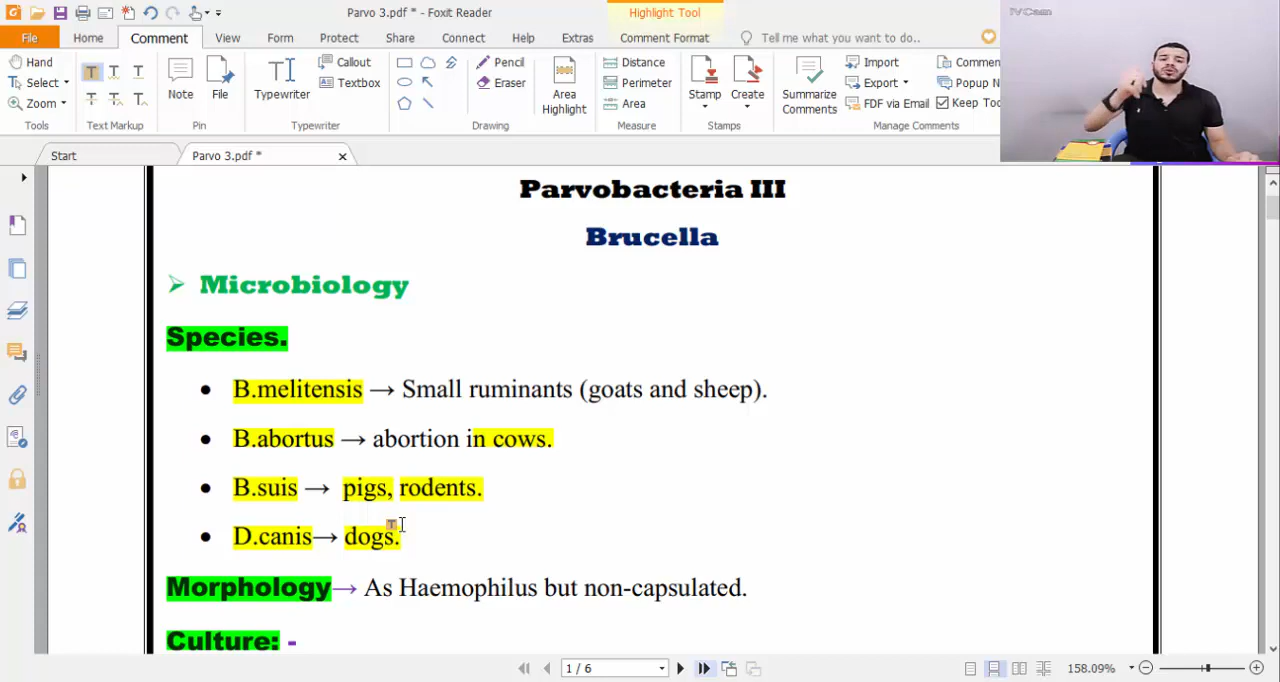 Parvo 3.pdf * - Foxit Reader
Highlight Tool
iVCam
File Home Comment View Form Protect Share Connect Help Extras Comment Format Tell me what you want to do..
Hand
Select
Zoom
Tools
Text Markup
Note
File
Pin
Typewriter
Callout
Textbox
Typewriter
Pencil
Eraser
Drawing
Area Highlight
Distance
Perimeter
Area
Measure
Stamp
Create
Stamps
Summarize Comments
Import
Export
FDF via Email
Popup N
Keep Too
Manage Comments
Start
Parvo 3.pdf *
Parvobacteria III
Brucella
➢ Microbiology
Species.
• B.melitensis → Small ruminants (goats and sheep).
• B.abortus → abortion in cows.
• B.suis → pigs, rodents.
• D.canis→ dogs.
Morphology→ As Haemophilus but non-capsulated.
Culture: -
1 / 6
158.09%